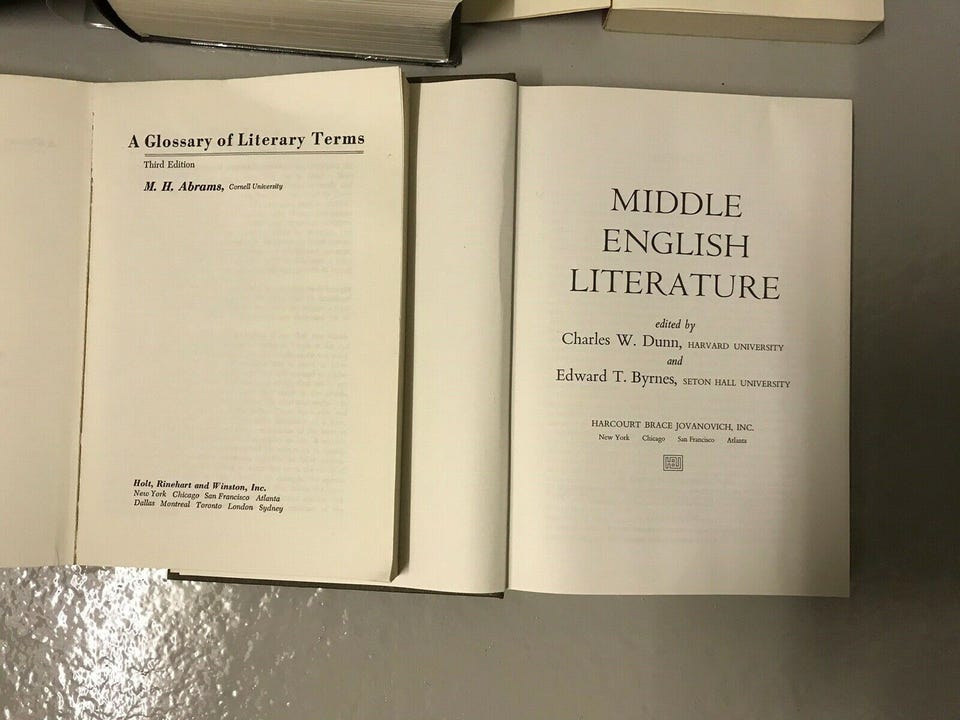 A Glossary of Literary Terms
Third Edition
M. H. Abrams, Cornell University
Holt, Rinehart and Winston, Inc.
New York Chicago San Francisco Atlanta
Dallas Montreal Toronto London Sydney
MIDDLE
ENGLISH
LITERATURE
edited by
Charles W. Dunn, HARVARD UNIVERSITY
and
Edward T. Byrnes, SETON HALL UNIVERSITY
HARCOURT BRACE JOVANOVICH, INC.
New York Chicago San Francisco Atlanta
HBJ